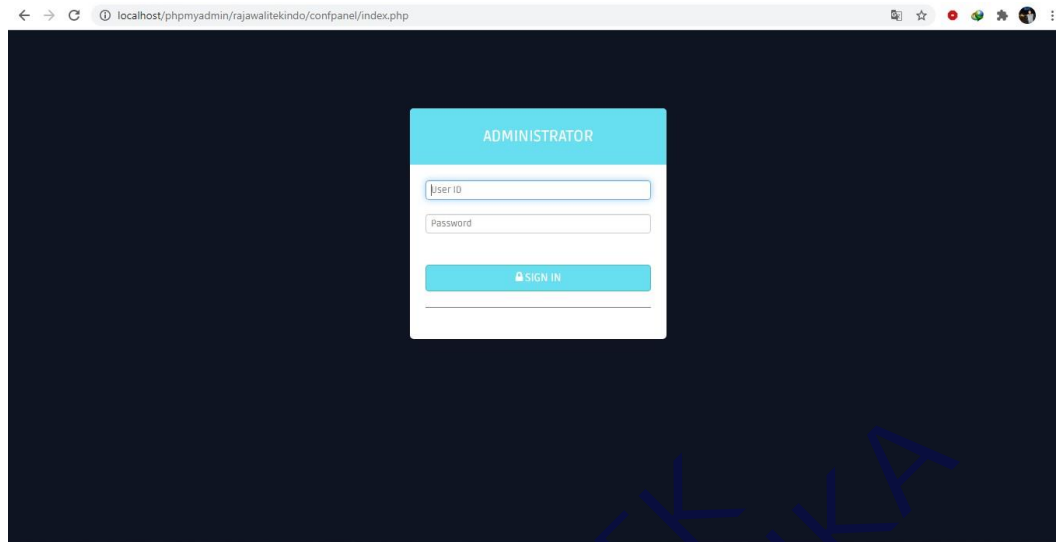 localhost/phpmyadmin/rajawalitekindo/confpanel/index.php
ADMINISTRATOR
User ID
Password
SIGN IN